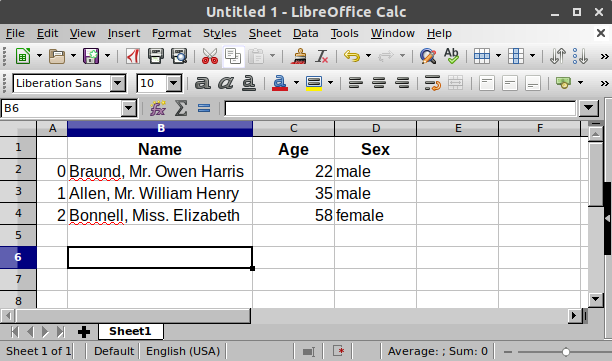 Untitled 1 - LibreOffice Calc
File Edit View Insert Format Styles Sheet Data Tools Window Help
Liberation Sans 10
B6
A B C D E F
1 Name Age Sex
2 0 Braund, Mr. Owen Harris 22 male
3 1 Allen, Mr. William Henry 35 male
4 2 Bonnell, Miss. Elizabeth 58 female
5
6
7
8
Sheet1
Sheet 1 of 1 Default English (USA) Average: ; Sum: 0